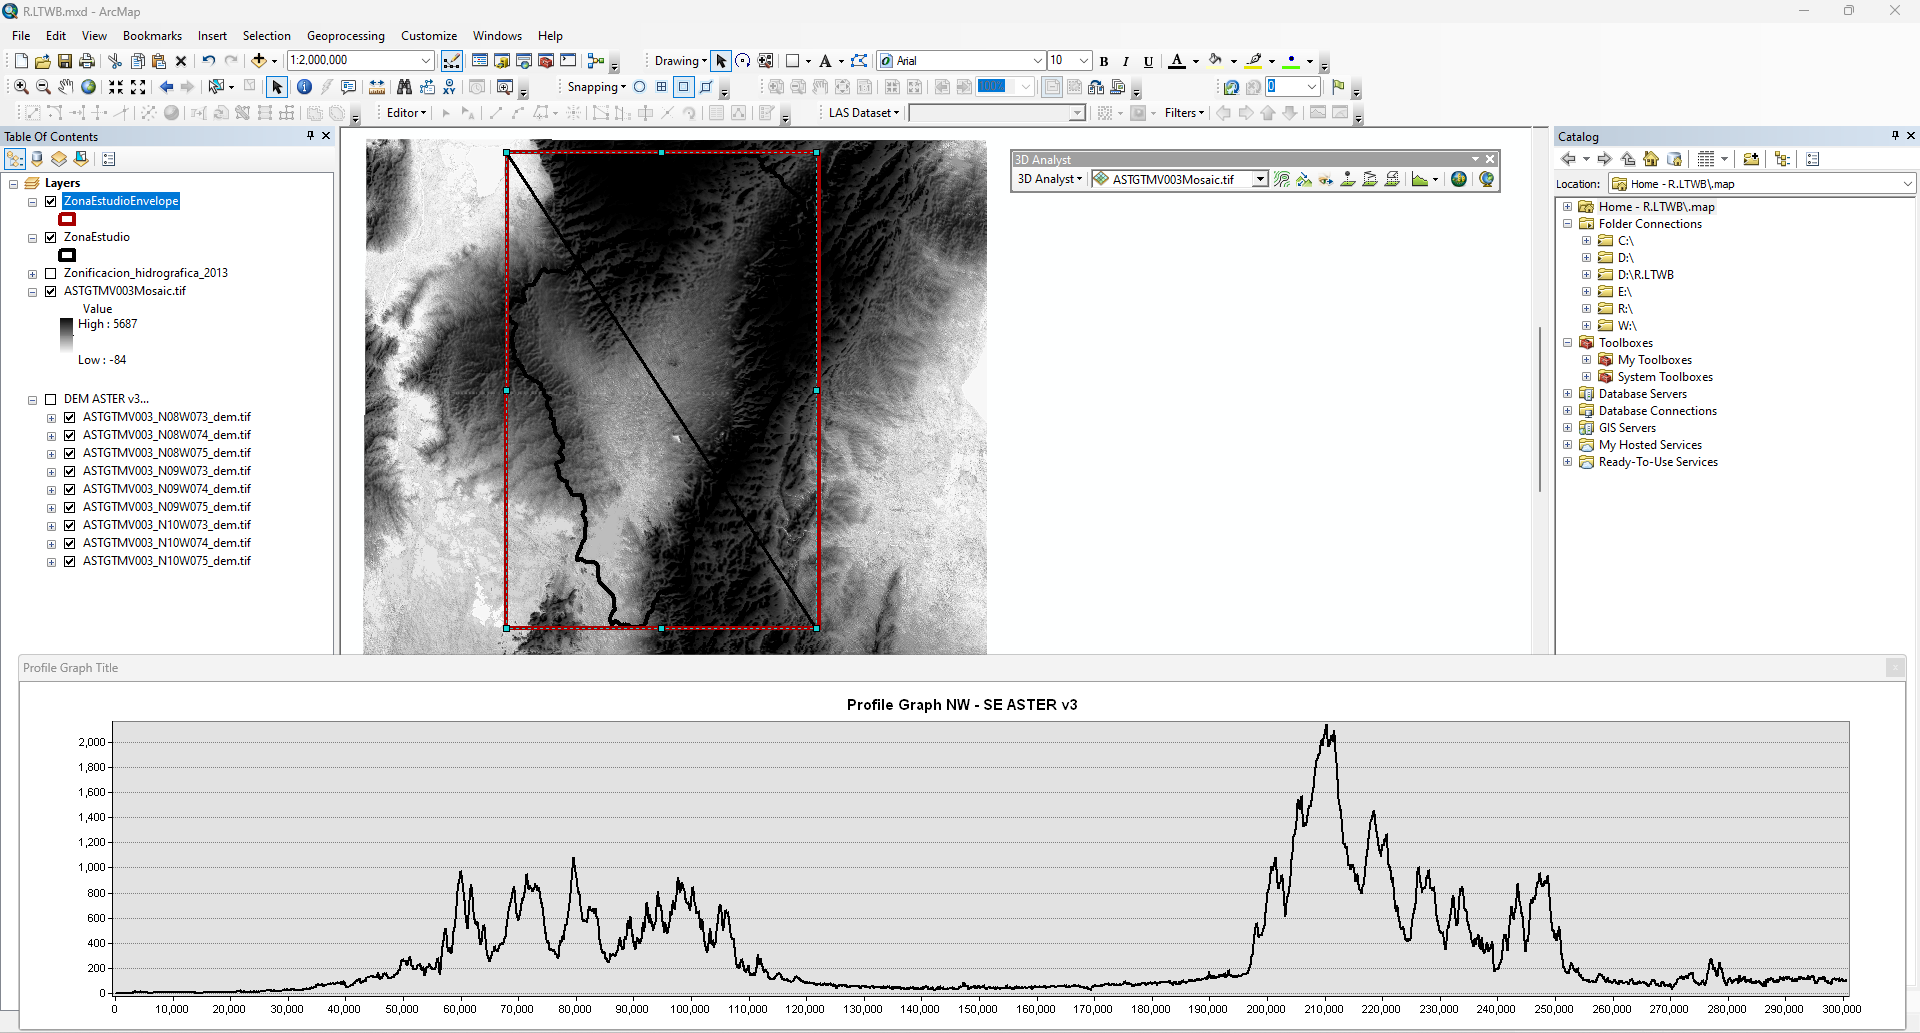 R.LTWB.mxd - ArcMap
File Edit View Bookmarks Insert Selection Geoprocessing Customize Windows Help
1:2,000,000 Drawing Arial 10 B I U
Snapping 100% 0
Editor LAS Dataset Filters
Table Of Contents
Layers
ZonaEstudioEnvelope
ZonaEstudio
Zonificacion_hidrografica_2013
ASTGTMV003Mosaic.tif
Value
High : 5687
Low : -84
DEM ASTER v3...
ASTGTMV003_N08W073_dem.tif
ASTGTMV003_N08W074_dem.tif
ASTGTMV003_N08W075_dem.tif
ASTGTMV003_N09W073_dem.tif
ASTGTMV003_N09W074_dem.tif
ASTGTMV003_N09W075_dem.tif
ASTGTMV003_N10W073_dem.tif
ASTGTMV003_N10W074_dem.tif
ASTGTMV003_N10W075_dem.tif
3D Analyst
3D Analyst ASTGTMV003Mosaic.tif
Catalog
Location: Home - R.LTWB\.map
Home - R.LTWB\.map
Folder Connections
C:\
D:\
D:\R.LTWB
E:\
R:\
W:\
Toolboxes
My Toolboxes
System Toolboxes
Database Servers
Database Connections
GIS Servers
My Hosted Services
Ready-To-Use Services
Profile Graph Title
Profile Graph NW - SE ASTER v3
2,000
1,800
1,600
1,400
1,200
1,000
800
600
400
200
0
0 10,000 20,000 30,000 40,000 50,000 60,000 70,000 80,000 90,000 100,000 110,000 120,000 130,000 140,000 150,000 160,000 170,000 180,000 190,000 200,000 210,000 220,000 230,000 240,000 250,000 260,000 270,000 280,000 290,000 300,000